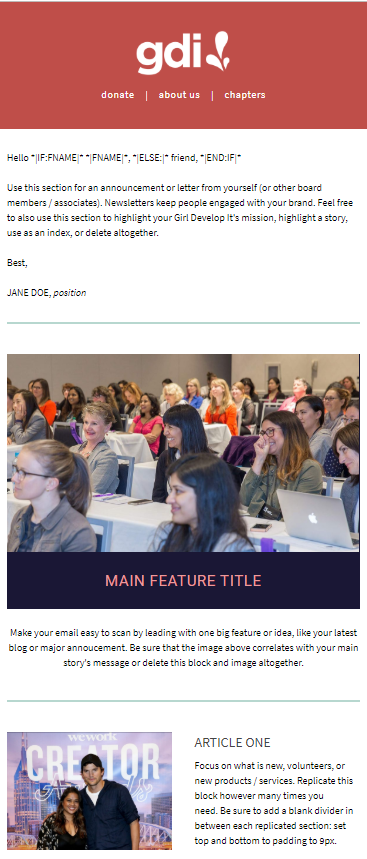 gdi
donate | about us | chapters
Hello *|IF:FNAME|* *|FNAME|*, *|ELSE:|* friend, *|END:IF|*
Use this section for an announcement or letter from yourself (or other board
members / associates). Newsletters keep people engaged with your brand. Feel free
to also use this section to highlight your Girl Develop It's mission, highlight a story,
use as an index, or delete altogether.
Best,
JANE DOE, position
MAIN FEATURE TITLE
Make your email easy to scan by leading with one big feature or idea, like your latest
blog or major annoucement. Be sure that the image above correlates with your main
story's message or delete this block and image altogether.
wework
CREATOR
Awards
ARTICLE ONE
Focus on what is new, volunteers, or
new products / services. Replicate this
block however many times you
need. Be sure to add a blank divider in
between each replicated section: set
top and bottom to padding to 9px.